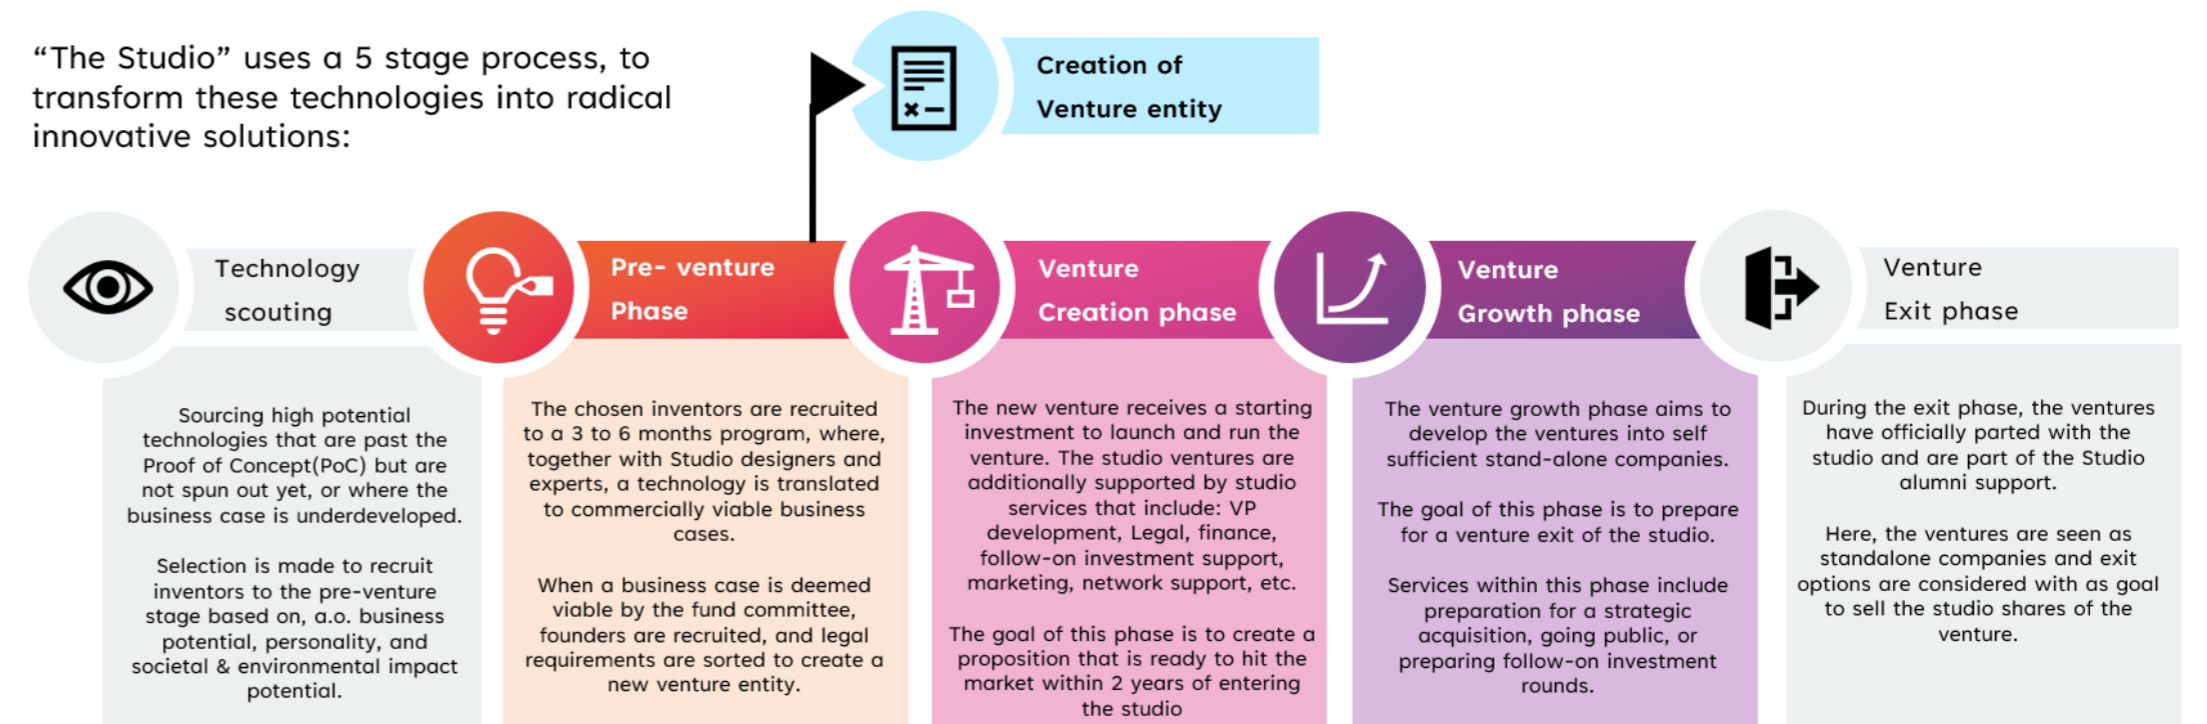 “The Studio” uses a 5 stage process, to
transform these technologies into radical
innovative solutions:
Creation of
Venture entity
Technology
scouting
Sourcing high potential
technologies that are past the
Proof of Concept(PoC) but are
not spun out yet, or where the
business case is underdeveloped.
Selection is made to recruit
inventors to the pre-venture
stage based on, a.o. business
potential, personality, and
societal & environmental impact
potential.
Pre- venture
Phase
The chosen inventors are recruited
to a 3 to 6 months program, where,
together with Studio designers and
experts, a technology is translated
to commercially viable business
cases.
When a business case is deemed
viable by the fund committee,
founders are recruited, and legal
requirements are sorted to create a
new venture entity.
Venture
Creation phase
The new venture receives a starting
investment to launch and run the
venture. The studio ventures are
additionally supported by studio
services that include: VP
development, Legal, finance,
follow-on investment support,
marketing, network support, etc.
The goal of this phase is to create a
proposition that is ready to hit the
market within 2 years of entering
the studio
Venture
Growth phase
The venture growth phase aims to
develop the ventures into self
sufficient stand-alone companies.
The goal of this phase is to prepare
for a venture exit of the studio.
Services within this phase include
preparation for a strategic
acquisition, going public, or
preparing follow-on investment
rounds.
Venture
Exit phase
During the exit phase, the ventures
have officially parted with the
studio and are part of the Studio
alumni support.
Here, the ventures are seen as
standalone companies and exit
options are considered with as goal
to sell the studio shares of the
venture.